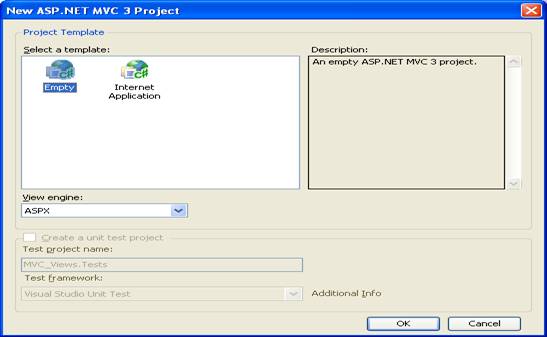 New ASP.NET MVC 3 Project
Project Template
Select a template:
Description:
Empty
Internet Application
An empty ASP.NET MVC 3 project.
View engine:
ASPX
Create a unit test project
Test project name:
MVC_Views.Tests
Test framework:
Visual Studio Unit Test
Additional Info
OK
Cancel